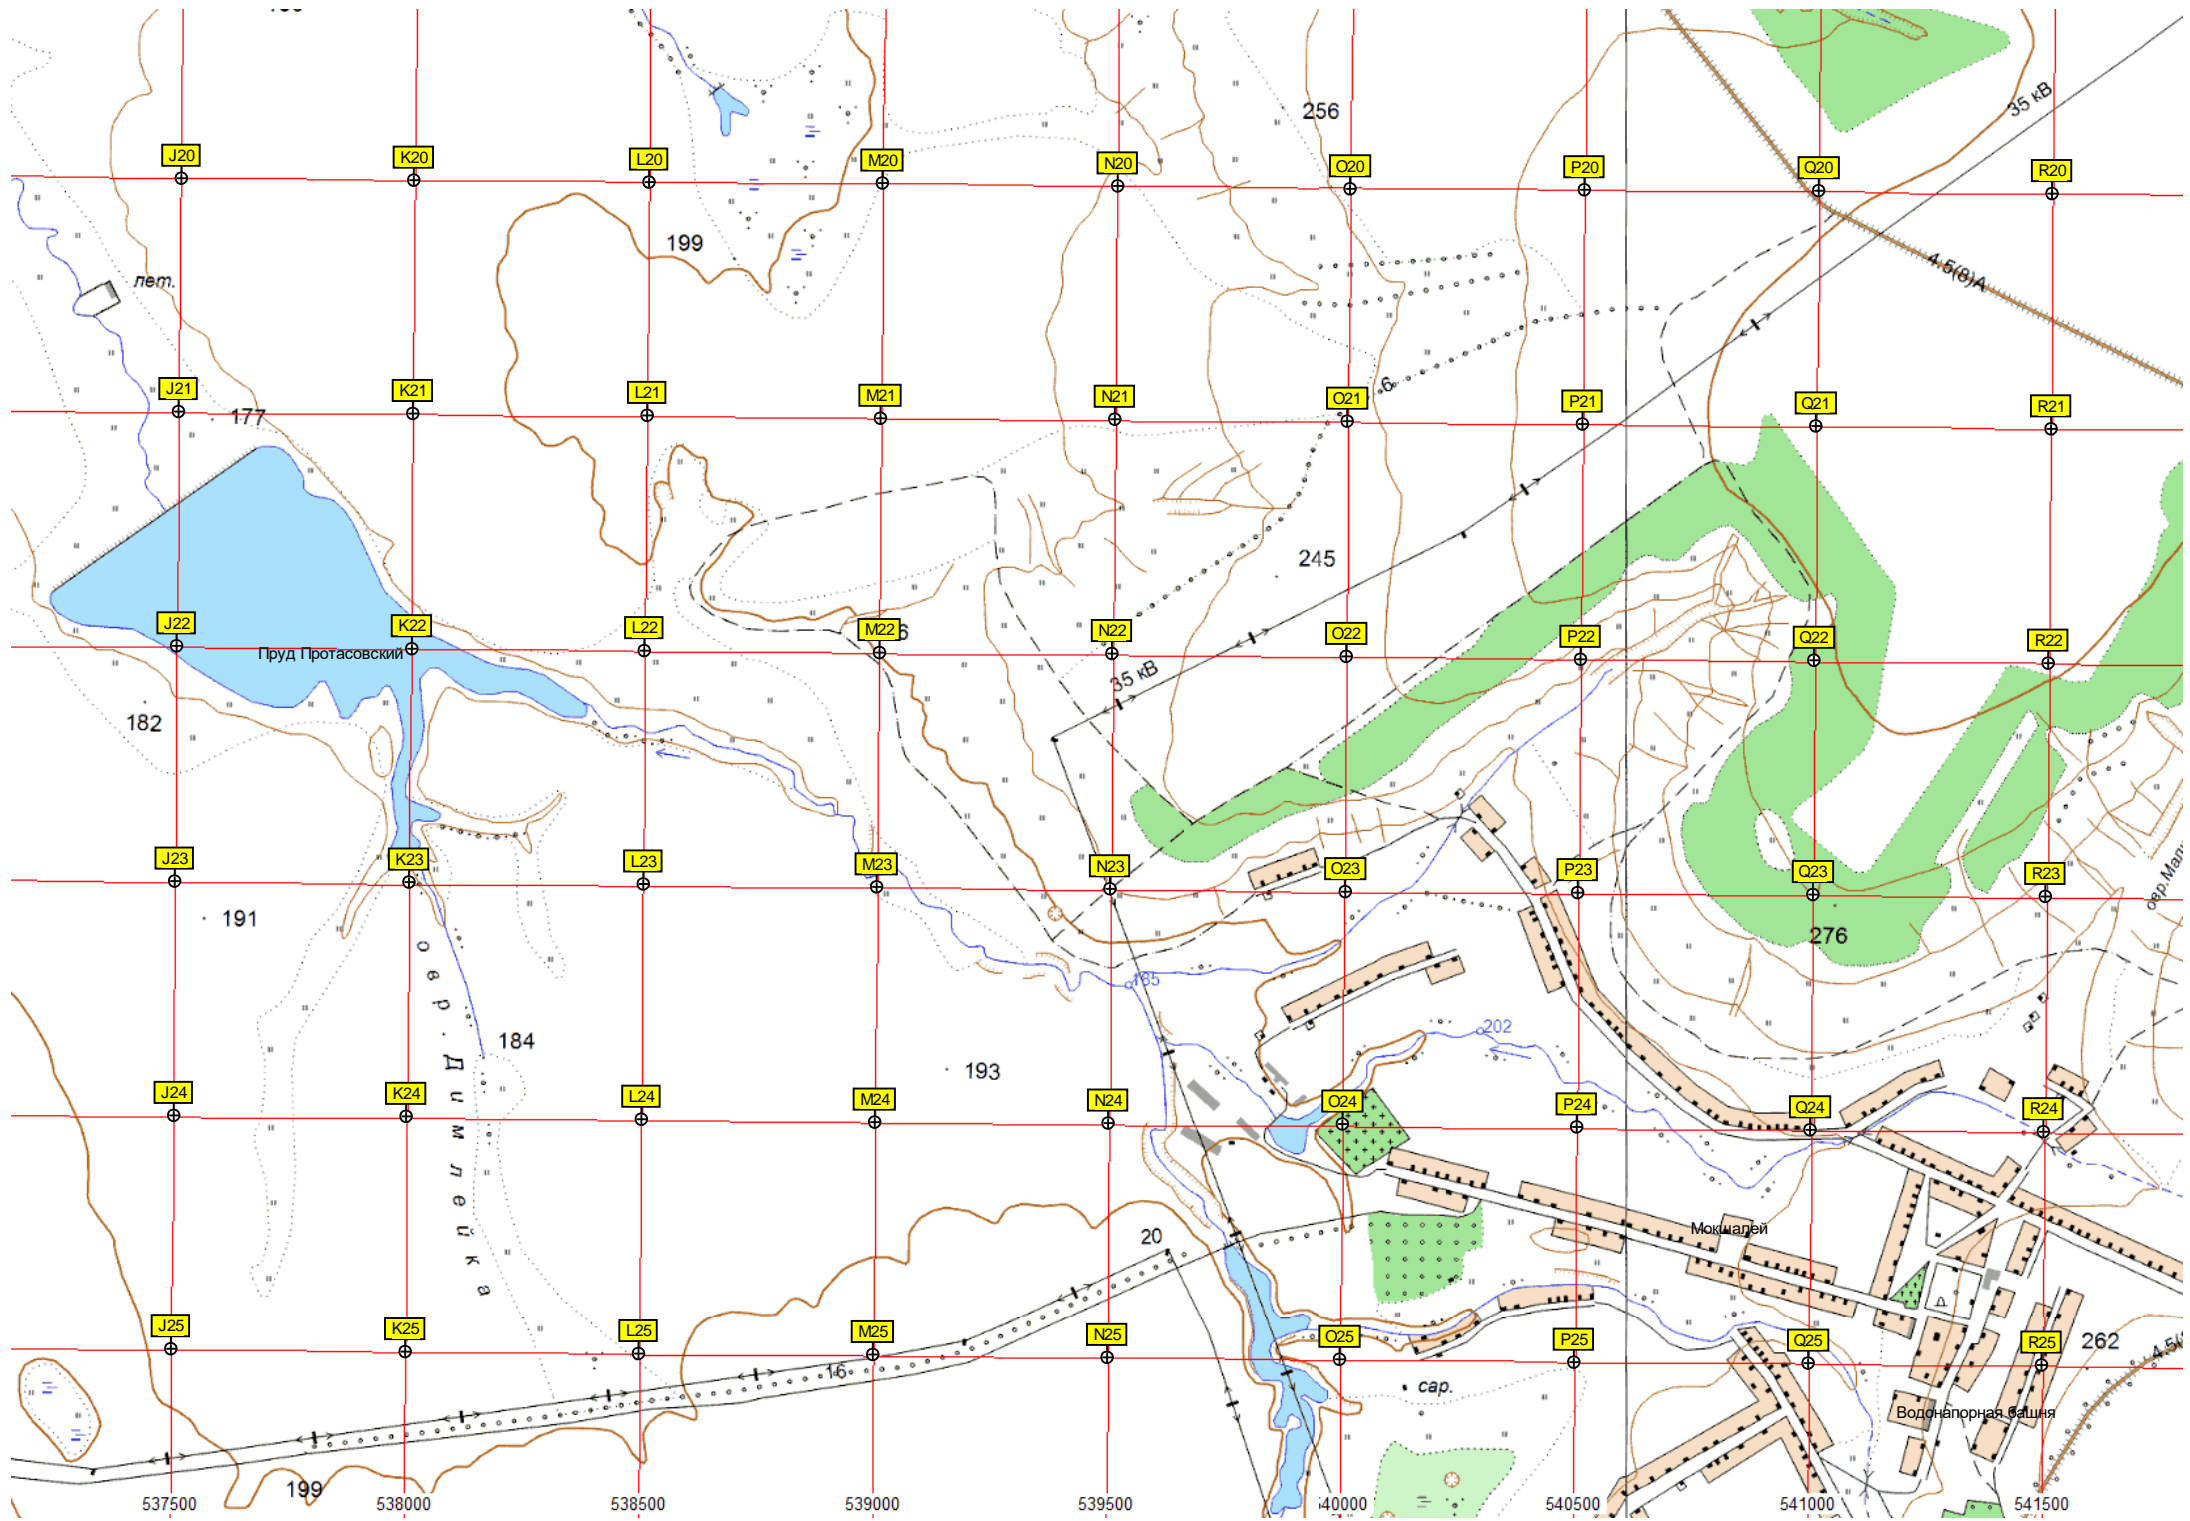 256
35 кВ
J20 K20 L20 M20 N20 O20 P20 Q20 R20
199
лет.
4.5(8)А
J21 K21 L21 M21 N21 O21 P21 Q21 R21
6
177
245
J22 K22 L22 M22 N22 O22 P22 Q22 R22
6
Пруд Протасовский
35 кВ
182
J23 K23 L23 M23 N23 O23 P23 Q23 R23
191
276
овр. Димлейка
185
202
184
193
J24 K24 L24 M24 N24 O24 P24 Q24 R24
20
Мокшалей
J25 K25 L25 M25 N25 O25 P25 Q25 R25
262
16
сар.
Водонапорная башня
199
537500 538000 538500 539000 539500 540000 540500 541000 541500